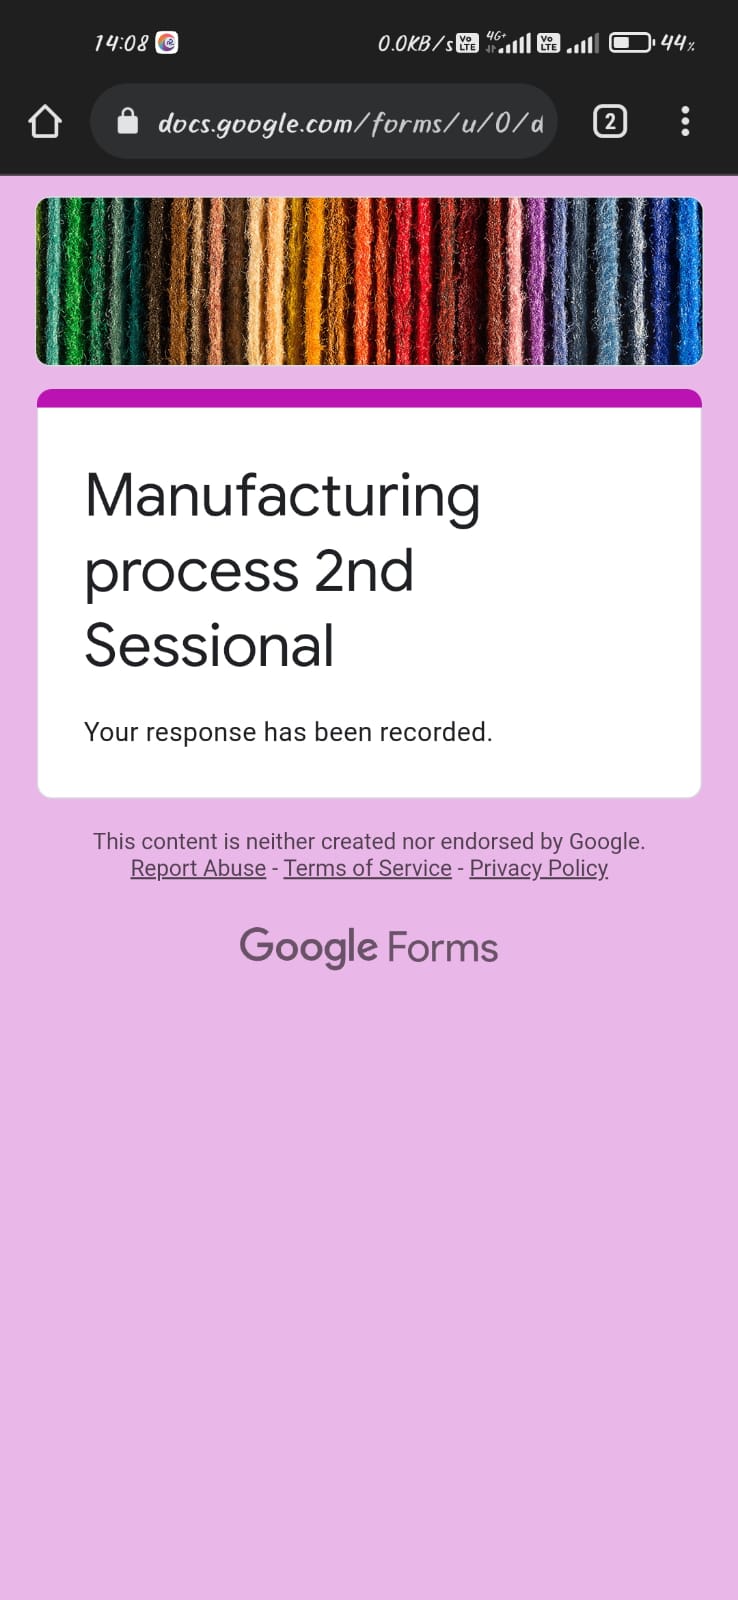 14:08 0.0KB/s Vo LTE 4G+ Vo LTE 44%
docs.google.com/forms/u/0/d 2
Manufacturing
process 2nd
Sessional
Your response has been recorded.
This content is neither created nor endorsed by Google.
Report Abuse - Terms of Service - Privacy Policy
Google Forms